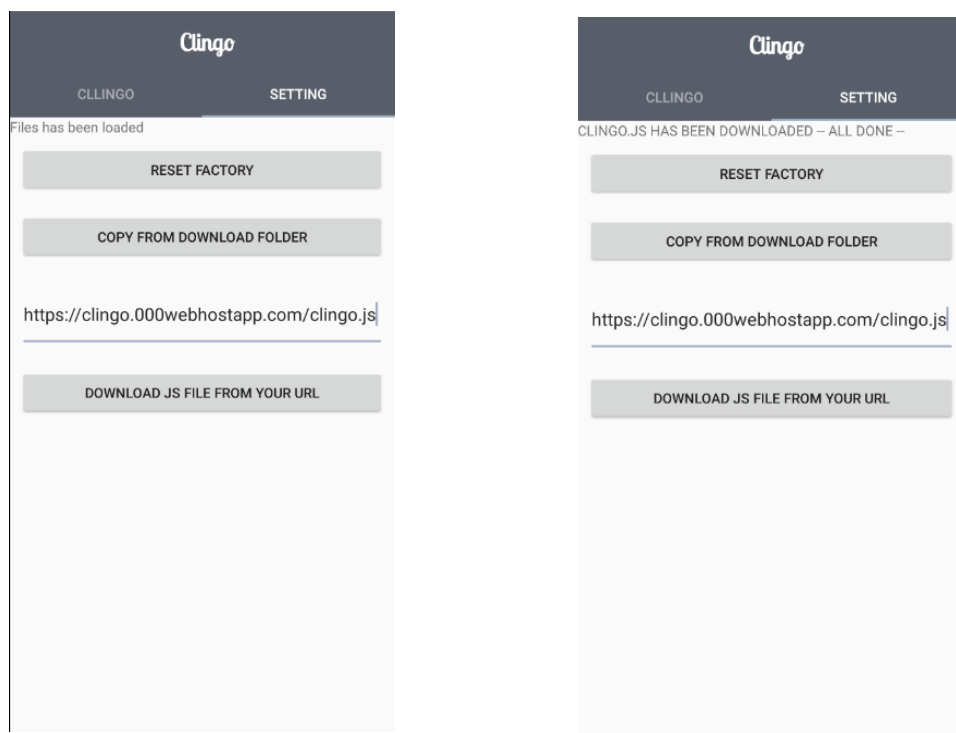 Clingo
CLLINGO SETTING
Files has been loaded
RESET FACTORY
COPY FROM DOWNLOAD FOLDER
https://clingo.000webhostapp.com/clingo.js
DOWNLOAD JS FILE FROM YOUR URL
Clingo
CLLINGO SETTING
CLINGO.JS HAS BEEN DOWNLOADED -- ALL DONE --
RESET FACTORY
COPY FROM DOWNLOAD FOLDER
https://clingo.000webhostapp.com/clingo.js
DOWNLOAD JS FILE FROM YOUR URL